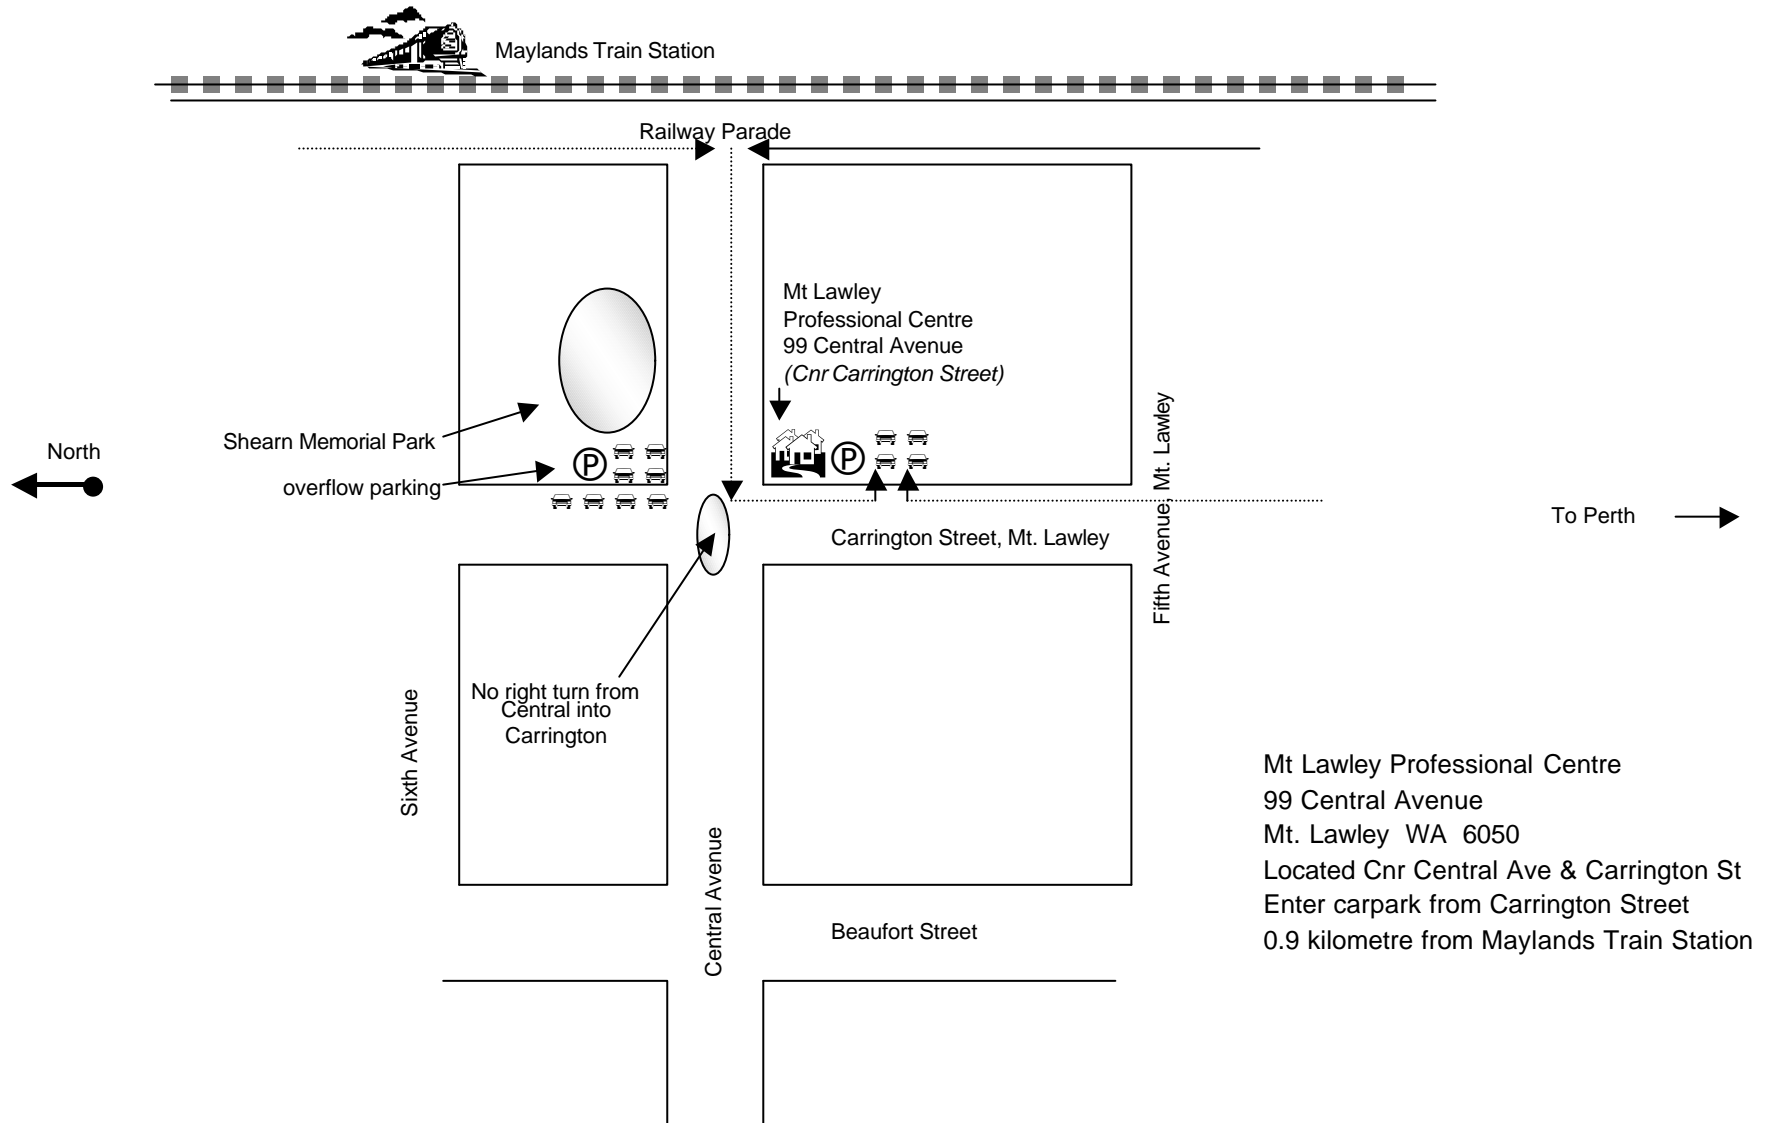 Maylands Train Station
Railway Parade
Mt Lawley
Professional Centre
99 Central Avenue
(Cnr Carrington Street)
Shearn Memorial Park
North
overflow parking
P
P
To Perth
Carrington Street, Mt. Lawley
Fifth Avenue, Mt. Lawley
No right turn from
Central into
Carrington
Sixth Avenue
Central Avenue
Beaufort Street
Mt Lawley Professional Centre
99 Central Avenue
Mt. Lawley WA 6050
Located Cnr Central Ave & Carrington St
Enter carpark from Carrington Street
0.9 kilometre from Maylands Train Station